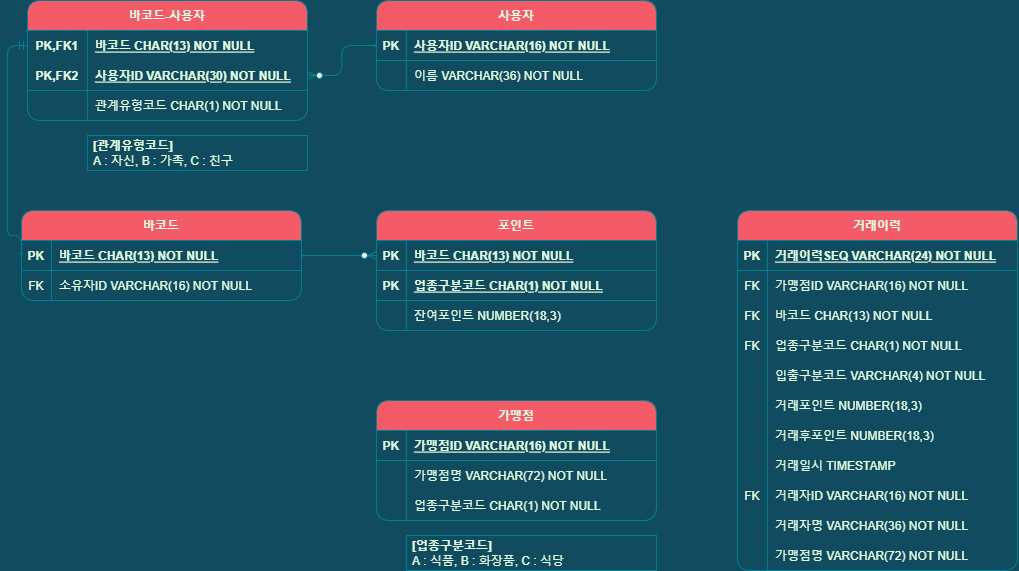 바코드-사용자
PK,FK1 바코드 CHAR(13) NOT NULL
PK,FK2 사용자ID VARCHAR(30) NOT NULL
관계유형코드 CHAR(1) NOT NULL
[관계유형코드]
A : 자신, B : 가족, C : 친구
사용자
PK 사용자ID VARCHAR(16) NOT NULL
이름 VARCHAR(36) NOT NULL
바코드
PK 바코드 CHAR(13) NOT NULL
FK 소유자ID VARCHAR(16) NOT NULL
포인트
PK 바코드 CHAR(13) NOT NULL
PK 업종구분코드 CHAR(1) NOT NULL
잔여포인트 NUMBER(18,3)
가맹점
PK 가맹점ID VARCHAR(16) NOT NULL
가맹점명 VARCHAR(72) NOT NULL
업종구분코드 CHAR(1) NOT NULL
[업종구분코드]
A : 식품, B : 화장품, C : 식당
거래이력
PK 거래이력SEQ VARCHAR(24) NOT NULL
FK 가맹점ID VARCHAR(16) NOT NULL
FK 바코드 CHAR(13) NOT NULL
FK 업종구분코드 CHAR(1) NOT NULL
입출구분코드 VARCHAR(4) NOT NULL
거래포인트 NUMBER(18,3)
거래후포인트 NUMBER(18,3)
거래일시 TIMESTAMP
FK 거래자ID VARCHAR(16) NOT NULL
거래자명 VARCHAR(36) NOT NULL
가맹점명 VARCHAR(72) NOT NULL